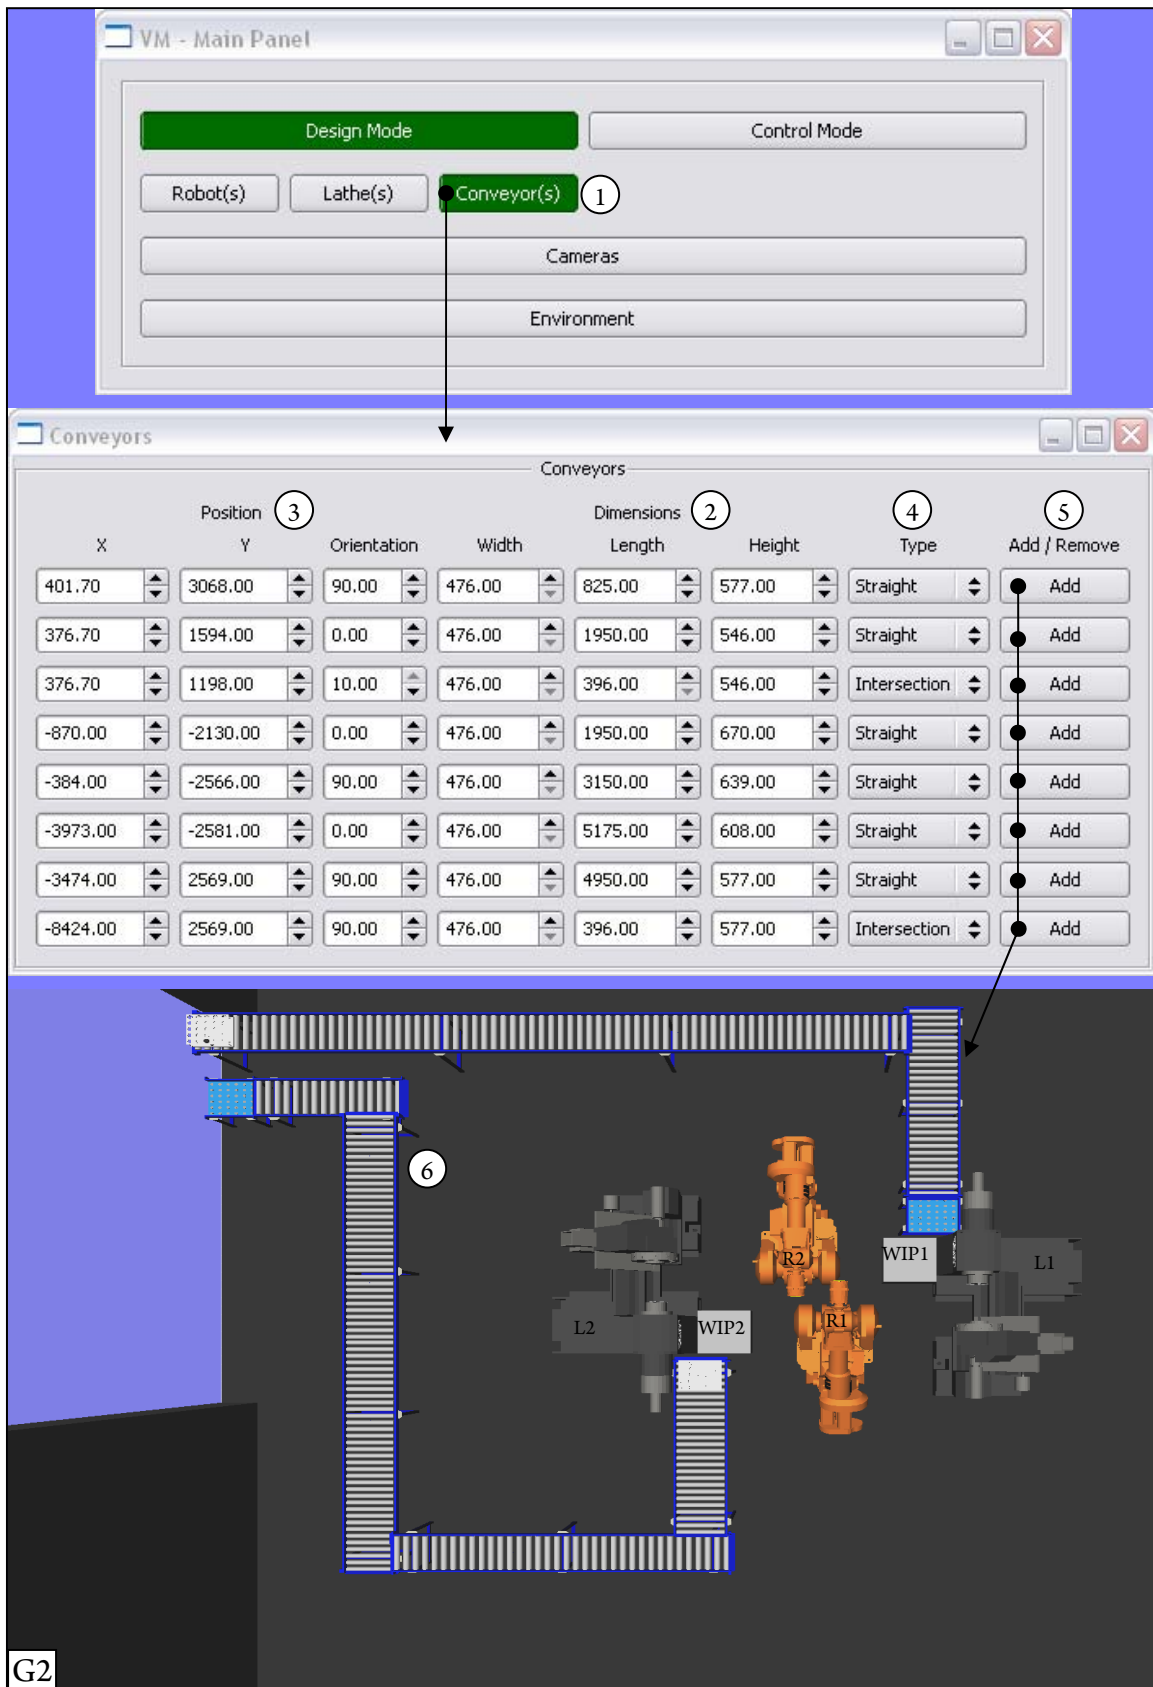 VM - Main Panel
Design Mode Control Mode
Robot(s) Lathe(s) Conveyor(s) 1
Cameras
Environment
Conveyors
Conveyors
Position 3 Dimensions 2 4 5
X Y Orientation Width Length Height Type Add / Remove
401.70 3068.00 90.00 476.00 825.00 577.00 Straight Add
376.70 1594.00 0.00 476.00 1950.00 546.00 Straight Add
376.70 1198.00 10.00 476.00 396.00 546.00 Intersection Add
-870.00 -2130.00 0.00 476.00 1950.00 670.00 Straight Add
-384.00 -2566.00 90.00 476.00 3150.00 639.00 Straight Add
-3973.00 -2581.00 0.00 476.00 5175.00 608.00 Straight Add
-3474.00 2569.00 90.00 476.00 4950.00 577.00 Straight Add
-8424.00 2569.00 90.00 476.00 396.00 577.00 Intersection Add
6
R2 WIP1 L1
L2 WIP2 R1
G2